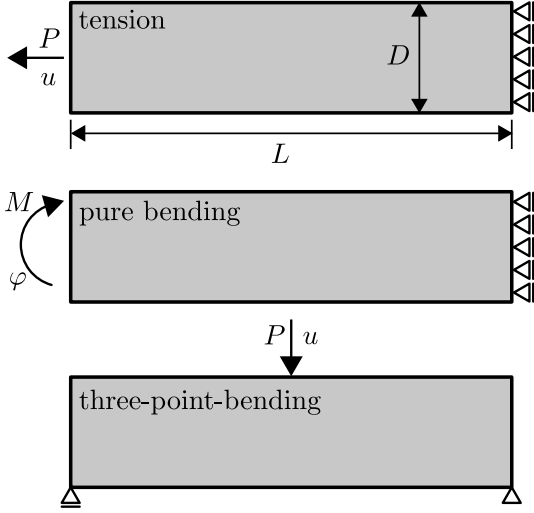 tension
P
u
D
L
M
pure bending
φ
P u
three-point-bending